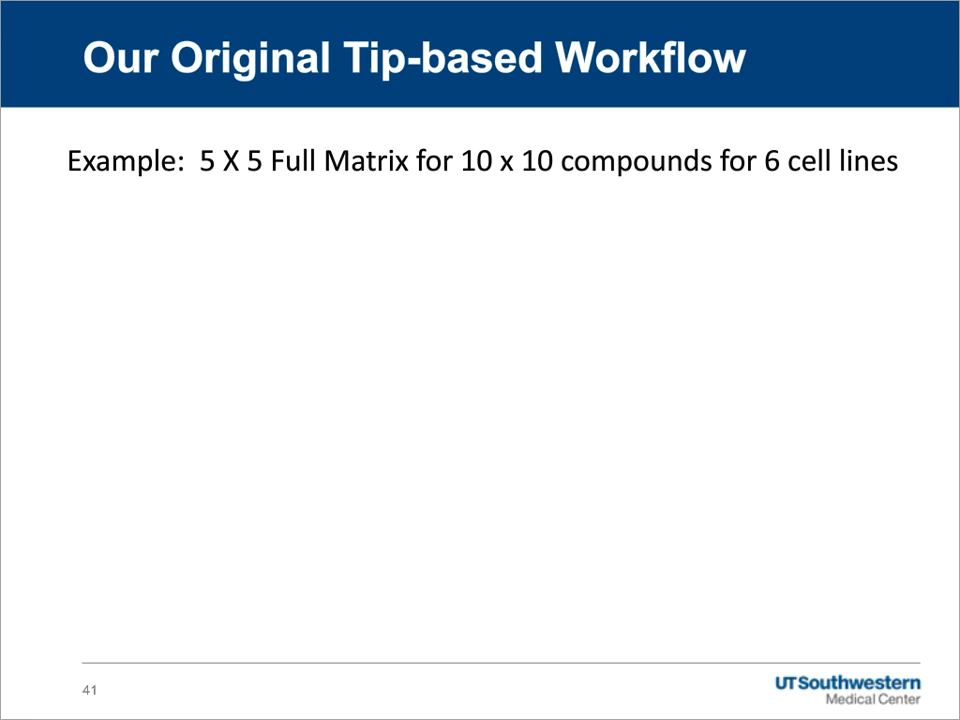 Our Original Tip-based Workflow
Example:  5 X 5 Full Matrix for 10 x 10 compounds for 6 cell lines
41
UTSouthwestern
Medical Center